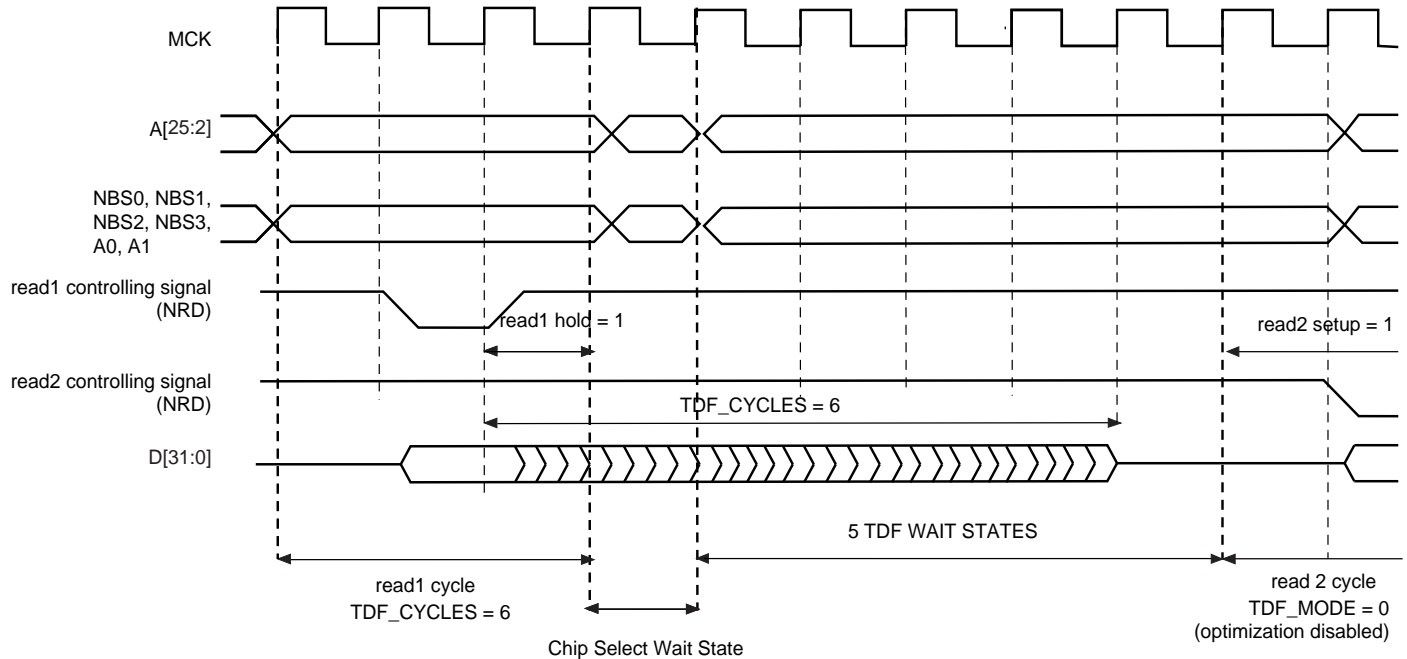 MCK
A[25:2]
NBS0, NBS1,
NBS2, NBS3,
A0, A1
read1 controlling signal
(NRD)
read1 hold = 1
read2 setup = 1
read2 controlling signal
(NRD)
TDF_CYCLES = 6
D[31:0]
5 TDF WAIT STATES
read1 cycle
TDF_CYCLES = 6
read 2 cycle
TDF_MODE = 0
(optimization disabled)
Chip Select Wait State